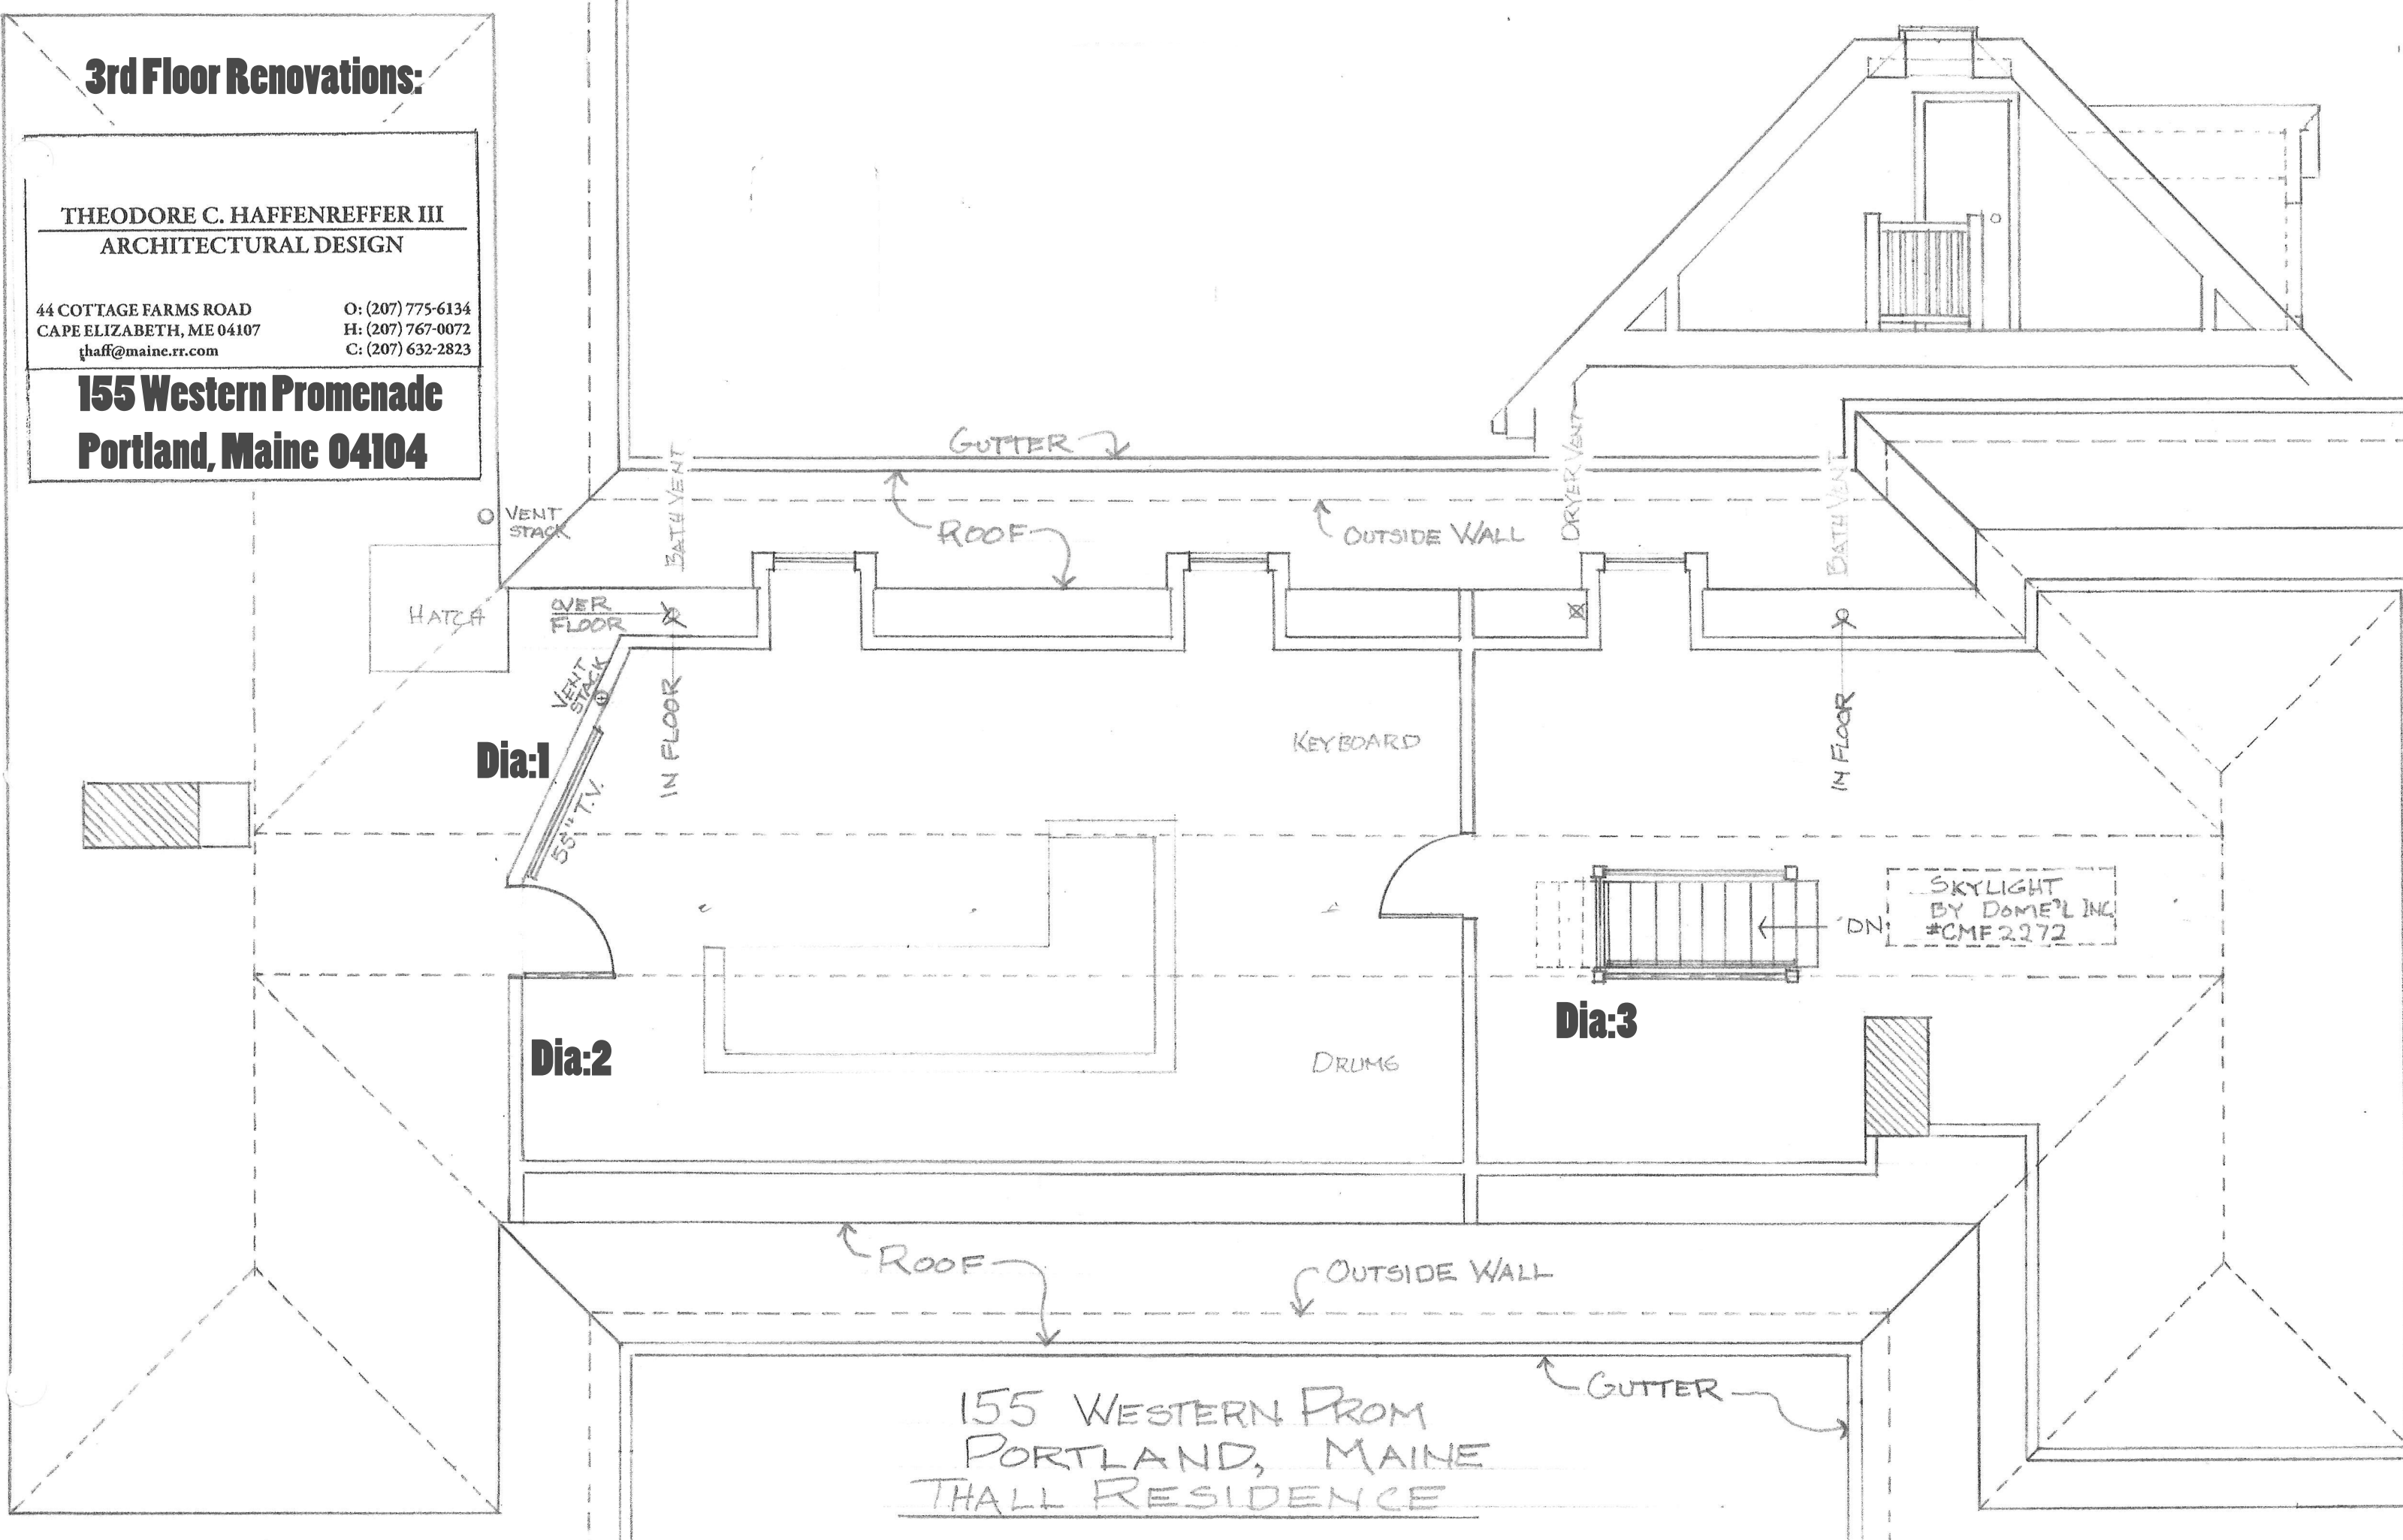 3rd Floor Renovations:
THEODORE C. HAFFENREFFER III
ARCHITECTURAL DESIGN
44 COTTAGE FARMS ROAD
O: (207) 775-6134
CAPE ELIZABETH, ME 04107
H: (207) 767-0072
thaff@maine.rr.com
C: (207) 632-2823
155 Western Promenade
Portland, Maine 04104
GUTTER
BATH VENT
DRYER VENT
BATH VENT
VENT
STACK
ROOF
OUTSIDE WALL
HATCH
OVER
FLOOR
VENT
STACK
IN FLOOR
KEYBOARD
IN FLOOR
Dia:1
55" T.V.
SKYLIGHT
BY DOME'L INC
#CMF 2272
DN
Dia:3
Dia:2
DRUMS
ROOF
OUTSIDE WALL
GUTTER
155 WESTERN PROM
PORTLAND, MAINE
THALL RESIDENCE